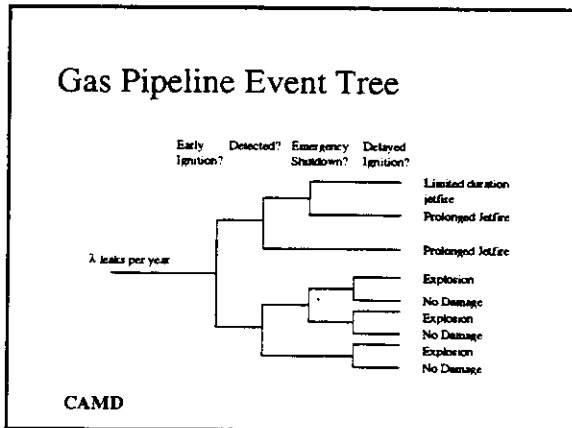 Gas Pipeline Event Tree
Early Detected? Emergency Delayed
Ignition? Shutdown? Ignition?
Limited duration
jetfire
Prolonged Jetfire
λ leaks per year
Prolonged Jetfire
Explosion
No Damage
Explosion
No Damage
Explosion
No Damage
CAMD